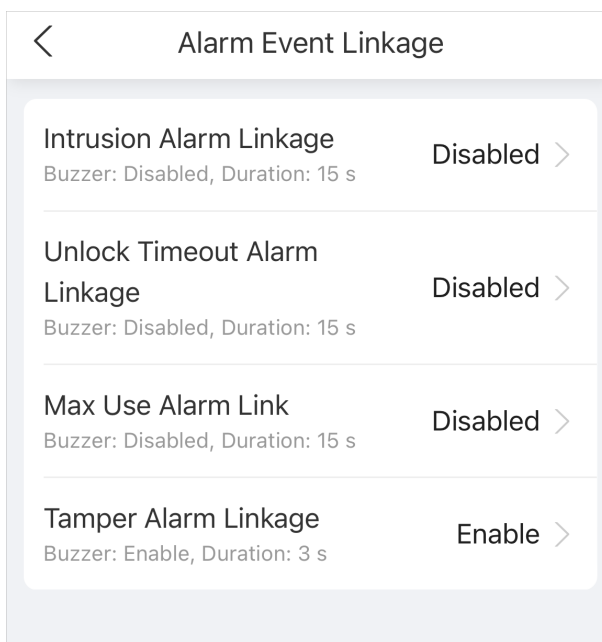 Alarm Event Linkage
Intrusion Alarm Linkage
Disabled
Buzzer: Disabled, Duration: 15 s
Unlock Timeout Alarm
Linkage
Disabled
Buzzer: Disabled, Duration: 15 s
Max Use Alarm Link
Disabled
Buzzer: Disabled, Duration: 15 s
Tamper Alarm Linkage
Enable
Buzzer: Enable, Duration: 3 s